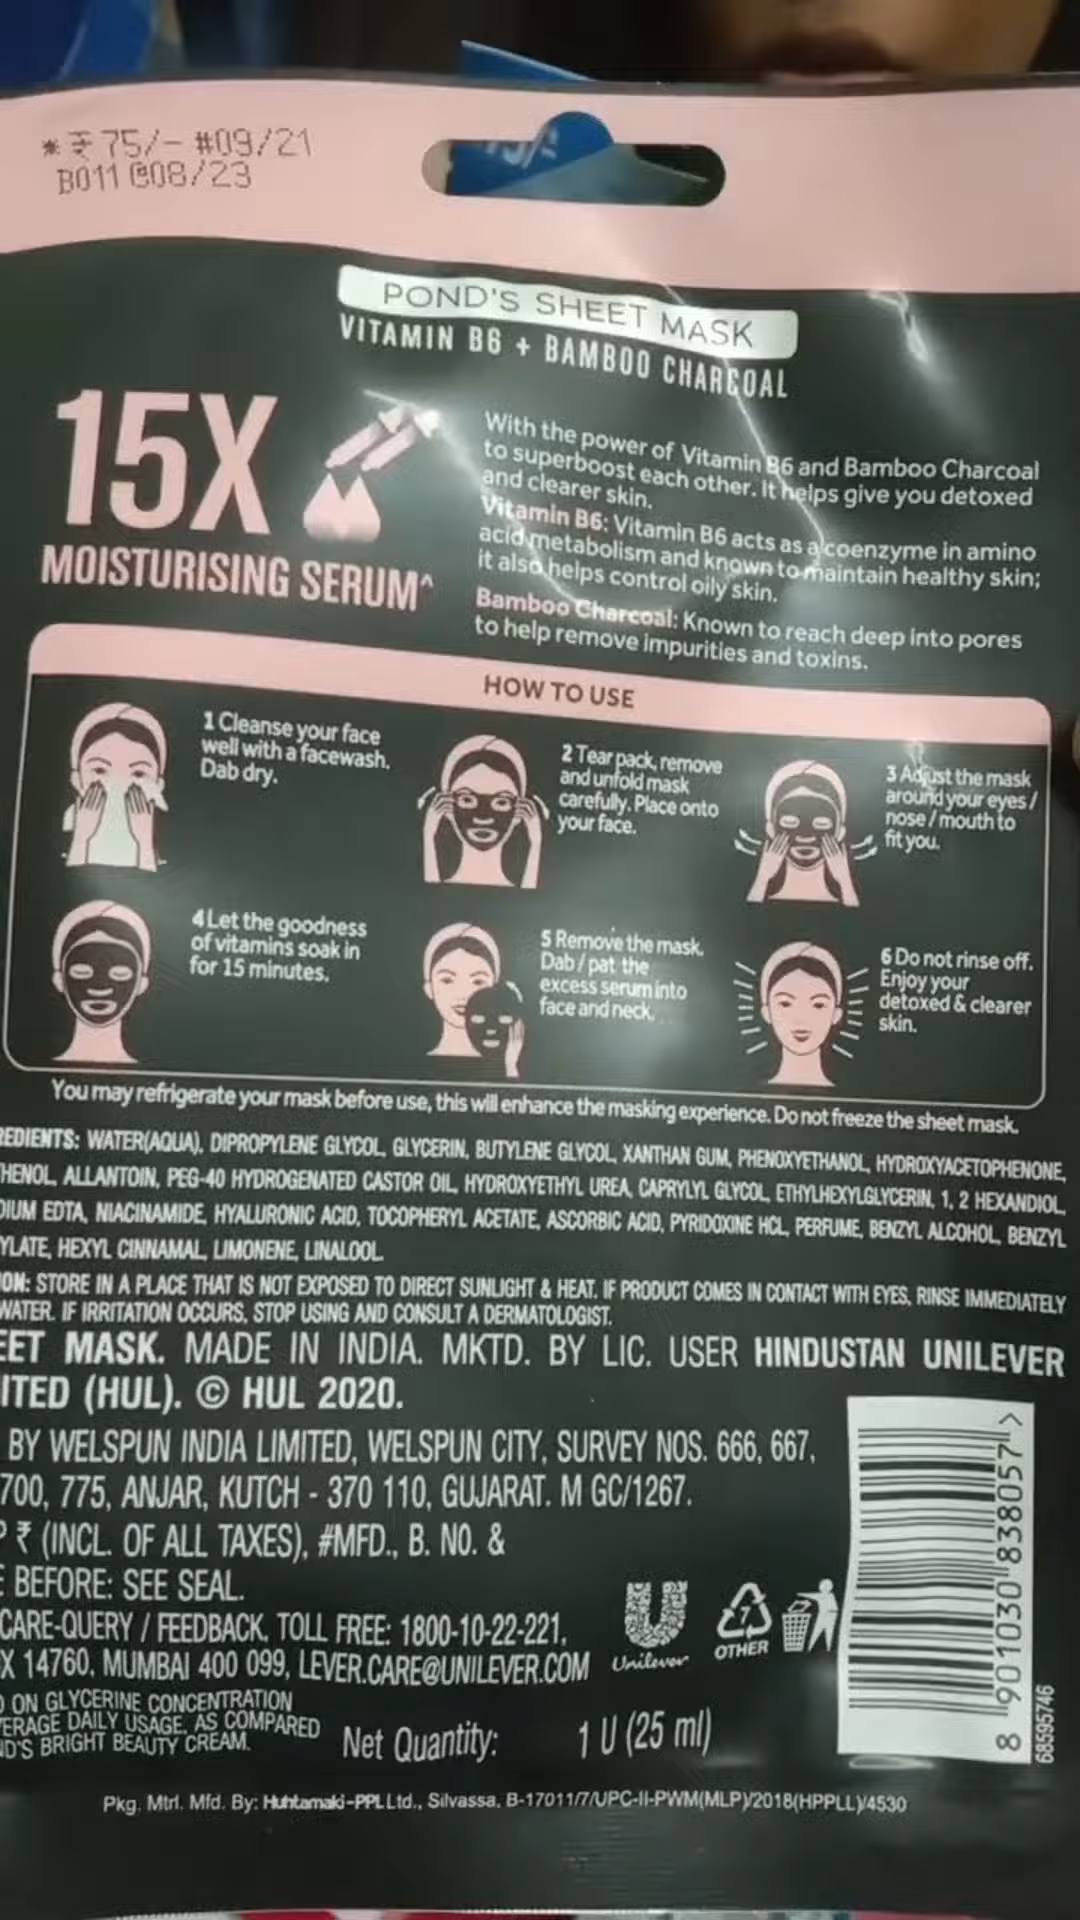 * ₹ 75/- #09/21
B011 @08/23
POND'S SHEET MASK
VITAMIN B6 + BAMBOO CHARCOAL
15X
MOISTURISING SERUM^
With the power of Vitamin B6 and Bamboo Charcoal
to superboost each other. It helps give you detoxed
and clearer skin.
Vitamin B6: Vitamin B6 acts as a coenzyme in amino
acid metabolism and known to maintain healthy skin;
it also helps control oily skin.
Bamboo Charcoal: Known to reach deep into pores
to help remove impurities and toxins.
HOW TO USE
1 Cleanse your face
well with a facewash.
Dab dry.
2 Tear pack, remove
and unfold mask
carefully. Place onto
your face.
3 Adjust the mask
around your eyes /
nose / mouth to
fit you.
4 Let the goodness
of vitamins soak in
for 15 minutes.
5 Remove the mask.
Dab / pat the
excess serum into
face and neck.
6 Do not rinse off.
Enjoy your
detoxed & clearer
skin.
You may refrigerate your mask before use, this will enhance the masking experience. Do not freeze the sheet mask.
REDIENTS: WATER(AQUA), DIPROPYLENE GLYCOL, GLYCERIN, BUTYLENE GLYCOL, XANTHAN GUM, PHENOXYETHANOL, HYDROXYACETOPHENONE,
HENOL, ALLANTOIN, PEG-40 HYDROGENATED CASTOR OIL, HYDROXYETHYL UREA, CAPRYLYL GLYCOL, ETHYLHEXYLGLYCERIN, 1, 2 HEXANDIOL,
DIUM EDTA, NIACINAMIDE, HYALURONIC ACID, TOCOPHERYL ACETATE, ASCORBIC ACID, PYRIDOXINE HCL, PERFUME, BENZYL ALCOHOL, BENZYL
YLATE, HEXYL CINNAMAL, LIMONENE, LINALOOL.
ON: STORE IN A PLACE THAT IS NOT EXPOSED TO DIRECT SUNLIGHT & HEAT. IF PRODUCT COMES IN CONTACT WITH EYES, RINSE IMMEDIATELY
WATER. IF IRRITATION OCCURS, STOP USING AND CONSULT A DERMATOLOGIST.
EET MASK. MADE IN INDIA. MKTD. BY LIC. USER HINDUSTAN UNILEVER
ITED (HUL). © HUL 2020.
BY WELSPUN INDIA LIMITED, WELSPUN CITY, SURVEY NOS. 666, 667,
700, 775, ANJAR, KUTCH - 370 110, GUJARAT. M GC/1267.
P ₹ (INCL. OF ALL TAXES), #MFD., B. NO. &
E BEFORE: SEE SEAL.
CARE-QUERY / FEEDBACK, TOLL FREE: 1800-10-22-221,
X 14760, MUMBAI 400 099, LEVER.CARE@UNILEVER.COM
D ON GLYCERINE CONCENTRATION
ERAGE DAILY USAGE, AS COMPARED
ND'S BRIGHT BEAUTY CREAM.
Unilever
7
OTHER
Net Quantity: 1 U (25 ml)
8 901030 838057 >
68595746
Pkg. Mtrl. Mfd. By: Huhtamaki-PPL Ltd., Silvassa, B-17011/7/UPC-II-PWM(MLP)/2018(HPPLL)/4530